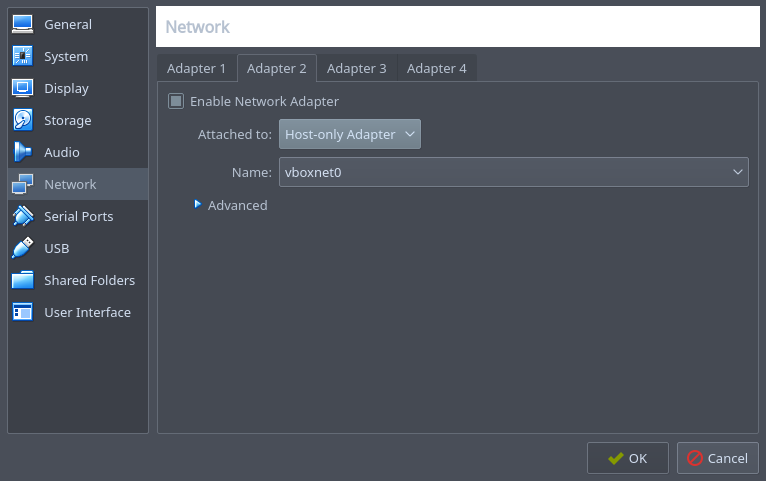 General
System
Display
Storage
Audio
Network
Serial Ports
USB
Shared Folders
User Interface
Network
Adapter 1 Adapter 2 Adapter 3 Adapter 4
Enable Network Adapter
Attached to: Host-only Adapter
Name: vboxnet0
Advanced
OK Cancel